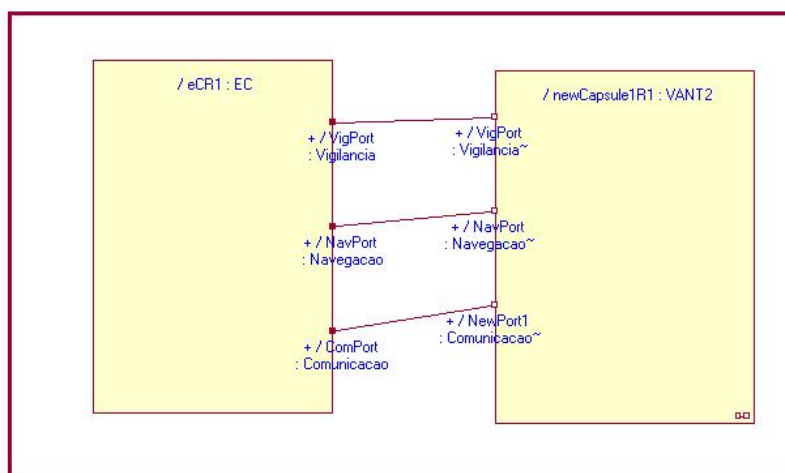 / eCR1 : EC
/ newCapsule1R1 : VANT2
+ / VigPort
: Vigilancia
+ / VigPort
: Vigilancia~
+ / NavPort
: Navegacao
+ / NavPort
: Navegacao~
+ / ComPort
: Comunicacao
+ / NewPort1
: Comunicacao~